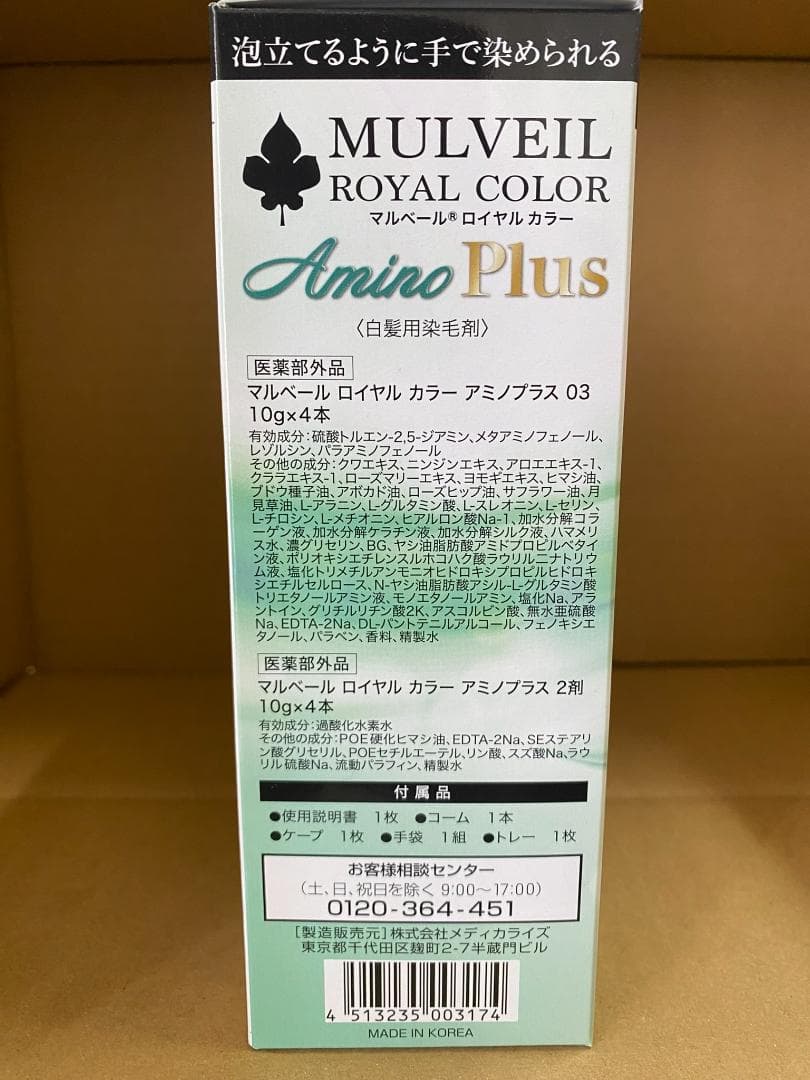 泡立てるように手で染められる
MULVEIL
ROYAL COLOR
マルベール® ロイヤル カラー
Amino Plus
〈白髪用染毛剤〉
医薬部外品
マルベール ロイヤル カラー アミノプラス 03
10g×4本
有効成分:硫酸トルエン-2,5-ジアミン、メタアミノフェノール、
レゾルシン、パラアミノフェノール
その他の成分:クワエキス、ニンジンエキス、アロエエキス-1、
クララエキス-1、ローズマリーエキス、ヨモギエキス、ヒマシ油、
ブドウ種子油、アボカド油、ローズヒップ油、サフラワー油、月
見草油、L-アラニン、L-グルタミン酸、L-スレオニン、L-セリン、
L-チロシン、L-メチオニン、ヒアルロン酸Na-1、加水分解コラ
ーゲン液、加水分解ケラチン液、加水分解シルク液、ハマメリ
ス水、濃グリセリン、BG、ヤシ油脂肪酸アミドプロピルベタイ
ン液、ポリオキシエチレンスルホコハク酸ラウリル二ナトリウ
ム液、塩化トリメチルアンモニオヒドロキシプロピルヒドロキ
シエチルセルロース、N-ヤシ油脂肪酸アシル-L-グルタミン酸
トリエタノールアミン液、モノエタノールアミン、塩化Na、アラ
ントイン、グリチルリチン酸2K、アスコルビン酸、無水亜硫酸
Na、EDTA-2Na、DL-パントテニルアルコール、フェノキシエ
タノール、パラベン、香料、精製水
医薬部外品
マルベール ロイヤル カラー アミノプラス 2剤
10g×4本
有効成分:過酸化水素水
その他の成分:POE硬化ヒマシ油、EDTA-2Na、SEステアリ
ン酸グリセリル、POEセチルエーテル、リン酸、スズ酸Na、ラウ
リル硫酸Na、流動パラフィン、精製水
付属品
●使用説明書 1枚 ●コーム 1本
●ケープ 1枚 ●手袋 1組 ●トレー 1枚
お客様相談センター
(土、日、祝日を除く 9:00〜17:00)
0120-364-451
[製造販売元]株式会社メディカライズ
東京都千代田区麹町2-7半蔵門ビル
4 513235 003174
MADE IN KOREA